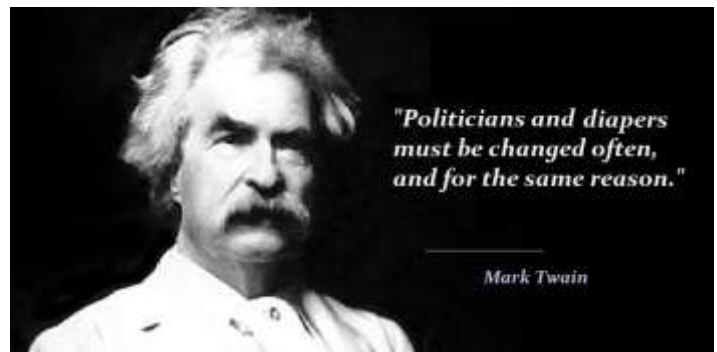 "Politicians and diapers
must be changed often,
and for the same reason."
Mark Twain